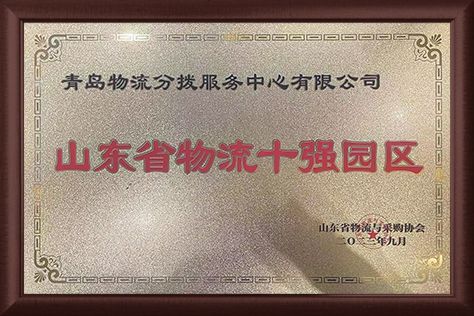 青岛物流分拨服务中心有限公司
山东省物流十强园区
山东省物流与采购协会
二〇二三年九月